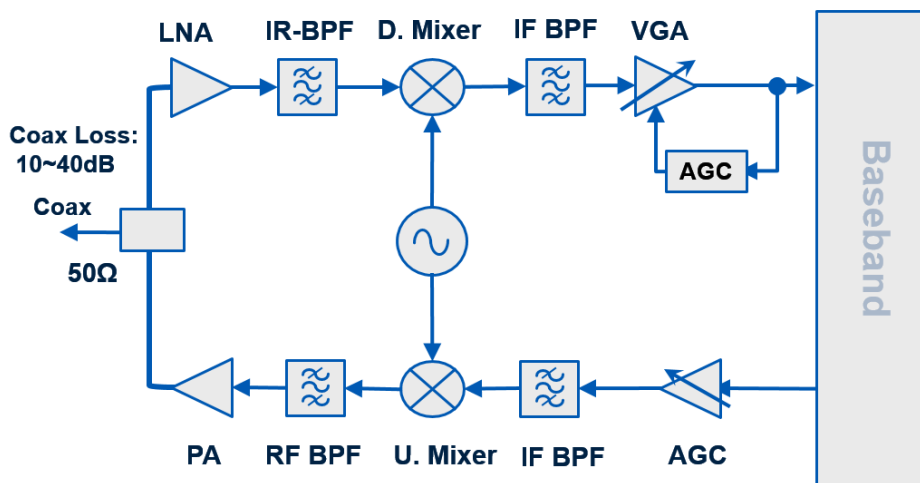 LNA
IR-BPF
D. Mixer
IF BPF
VGA
Coax Loss:
10~40dB
AGC
Coax
50Ω
Baseband
PA
RF BPF
U. Mixer
IF BPF
AGC